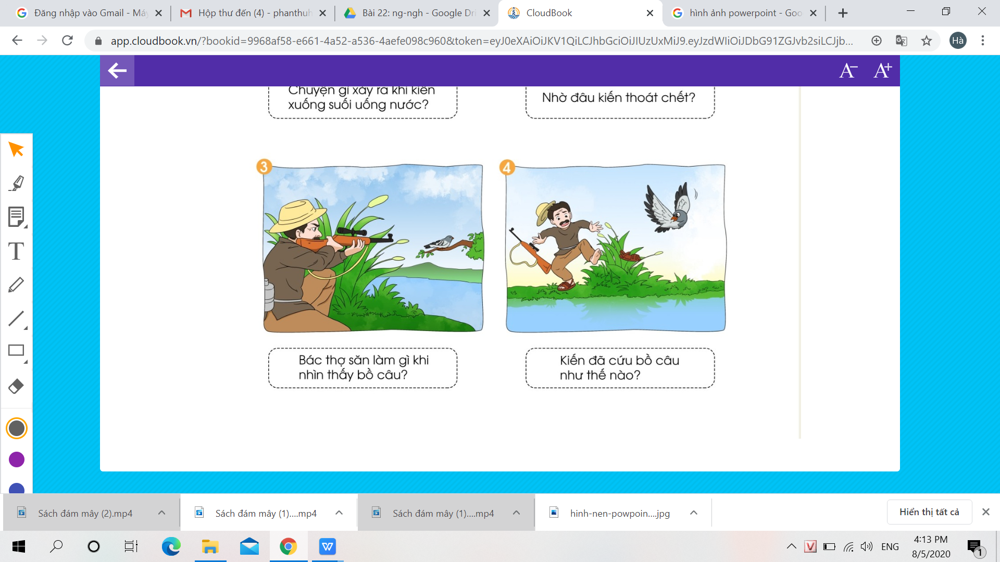 Đăng nhập vào Gmail - Má
Hộp thư đến (4) - phanthuh
Bài 22: ng-ngh - Google Dri
CloudBook
hình ảnh powerpoint - Goo
app.cloudbook.vn/?bookid=9968af58-e661-4a52-a536-4aefe098c960&token=eyJ0eXAiOiJKV1QiLCJhbGciOiJIUzUxMiJ9.eyJzdWIiOiJDbG91ZGJvb2siLCJjb...
Hà
A−
A+
Chuyện gì xảy ra khi kiến
xuống suối uống nước?
Nhờ đâu kiến thoát chết?
3
4
T
Bác thợ săn làm gì khi
nhìn thấy bồ câu?
Kiến đã cứu bồ câu
như thế nào?
Sách đám mây (2).mp4
Sách đám mây (1)....mp4
Sách đám mây (1)....mp4
hinh-nen-powpoin....jpg
Hiển thị tất cả
W
V
ENG
4:13 PM
8/5/2020
1